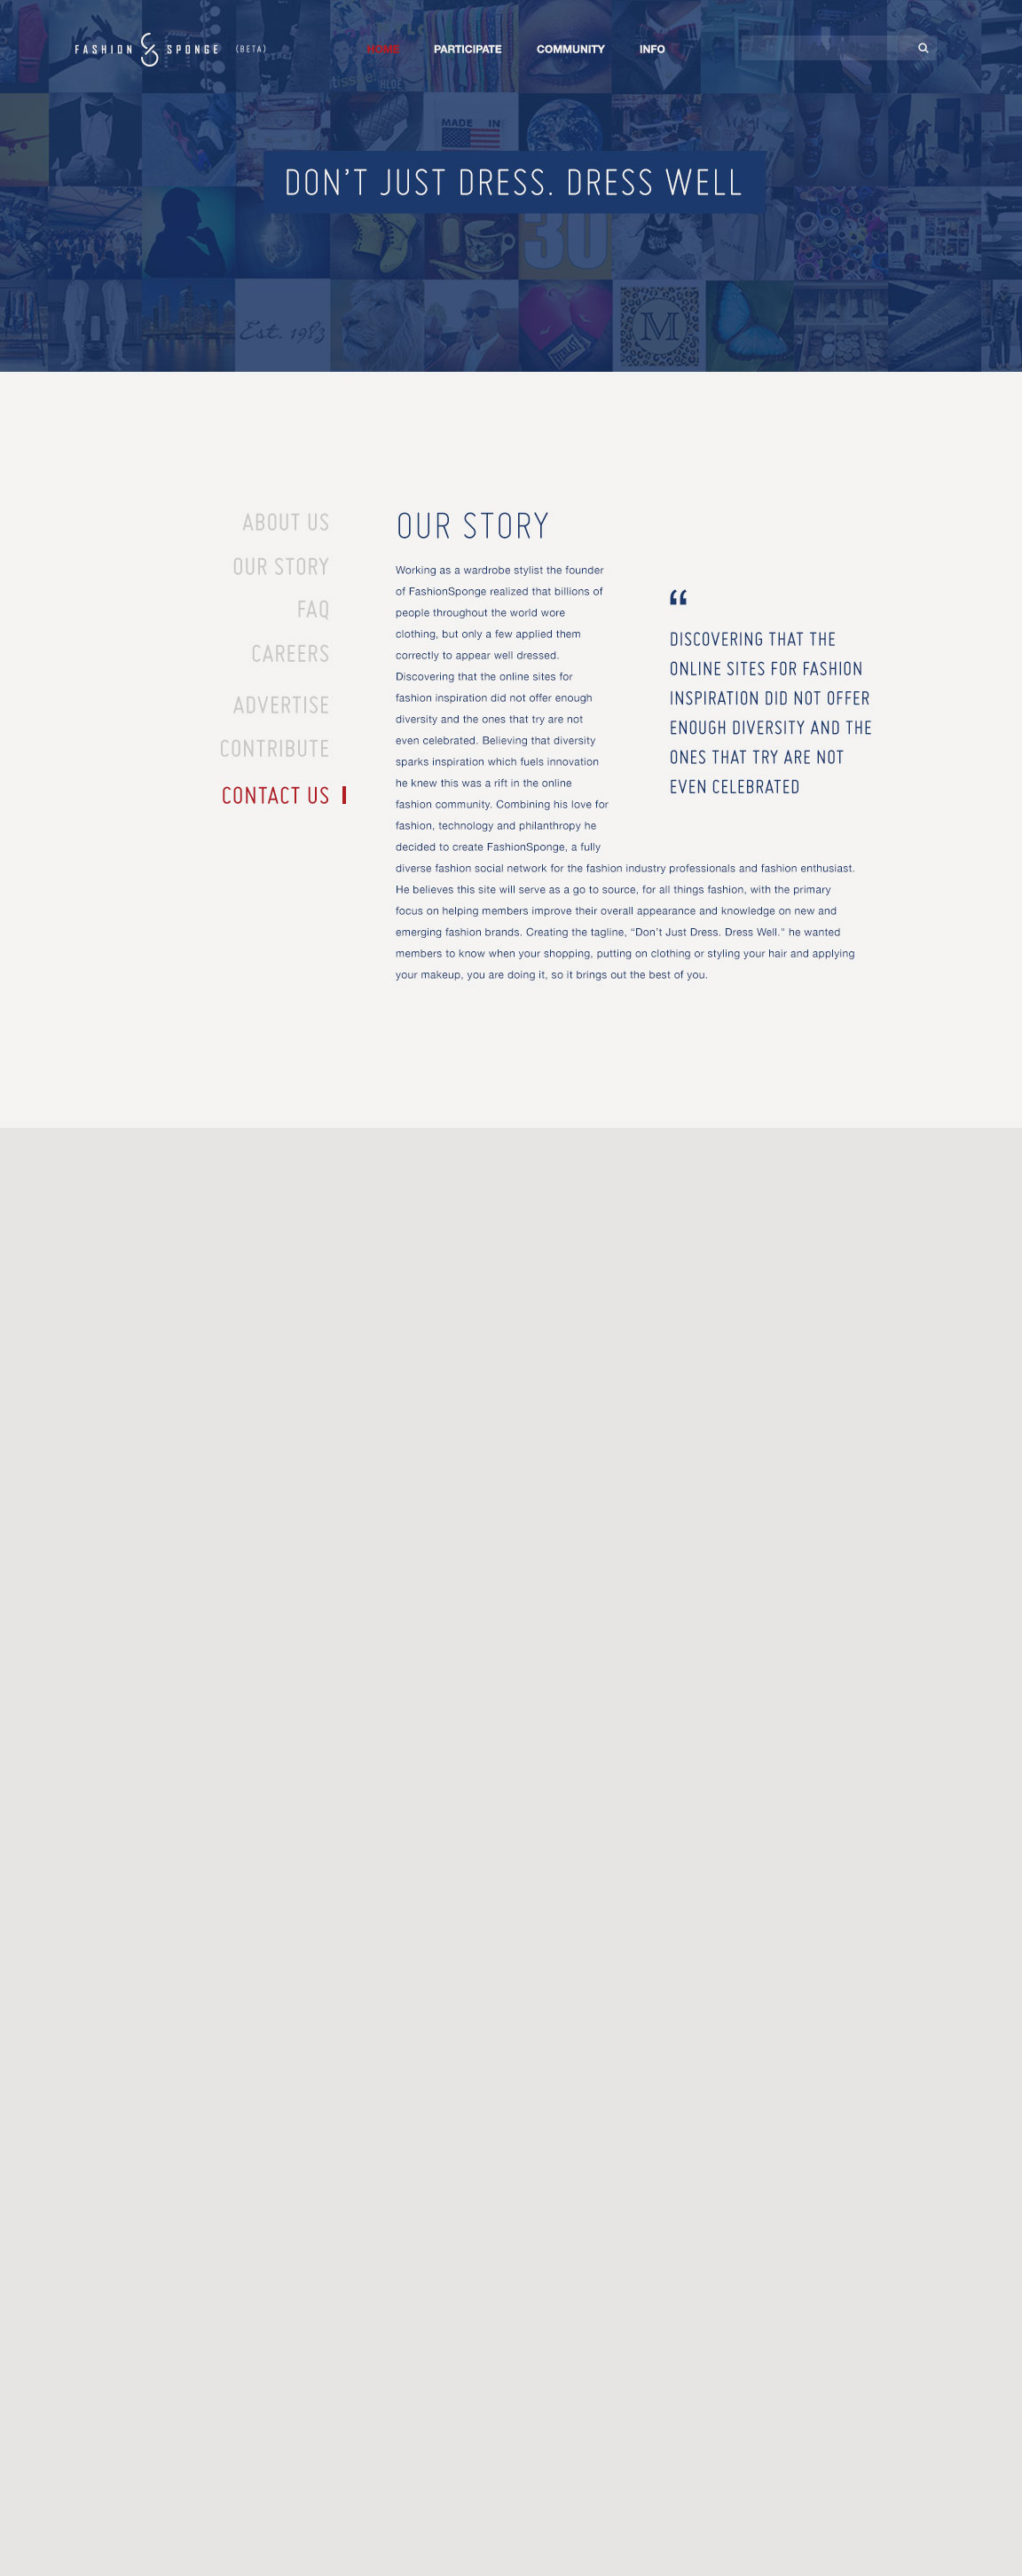 FASHION SPONGE (BETA)
HOME PARTICIPATE COMMUNITY INFO
tissue
MADE IN
DON'T JUST DRESS. DRESS WELL
30
CHANEL
Est. 1983
EVERLAST
M
ABOUT US
OUR STORY
FAQ
CAREERS
ADVERTISE
CONTRIBUTE
CONTACT US
OUR STORY
Working as a wardrobe stylist the founder
of FashionSponge realized that billions of
people throughout the world wore
clothing, but only a few applied them
correctly to appear well dressed.
Discovering that the online sites for
fashion inspiration did not offer enough
diversity and the ones that try are not
even celebrated. Believing that diversity
sparks inspiration which fuels innovation
he knew this was a rift in the online
fashion community. Combining his love for
fashion, technology and philanthropy he
decided to create FashionSponge, a fully
diverse fashion social network for the fashion industry professionals and fashion enthusiast.
He believes this site will serve as a go to source, for all things fashion, with the primary
focus on helping members improve their overall appearance and knowledge on new and
emerging fashion brands. Creating the tagline, “Don’t Just Dress. Dress Well." he wanted
members to know when your shopping, putting on clothing or styling your hair and applying
your makeup, you are doing it, so it brings out the best of you.
“
DISCOVERING THAT THE
ONLINE SITES FOR FASHION
INSPIRATION DID NOT OFFER
ENOUGH DIVERSITY AND THE
ONES THAT TRY ARE NOT
EVEN CELEBRATED